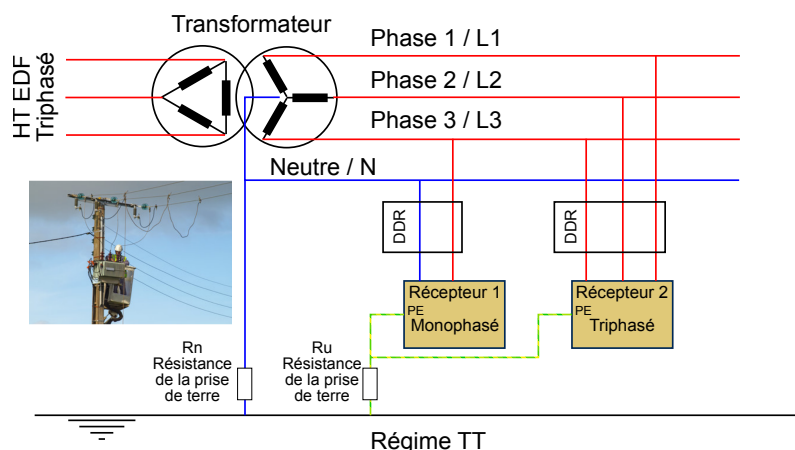 Transformateur
HT EDF
Triphasé
Phase 1 / L1
Phase 2 / L2
Phase 3 / L3
Neutre / N
DDR
DDR
Récepteur 1
PE
Monophasé
Récepteur 2
PE
Triphasé
Rn
Résistance
de la prise
de terre
Ru
Résistance
de la prise
de terre
Régime TT